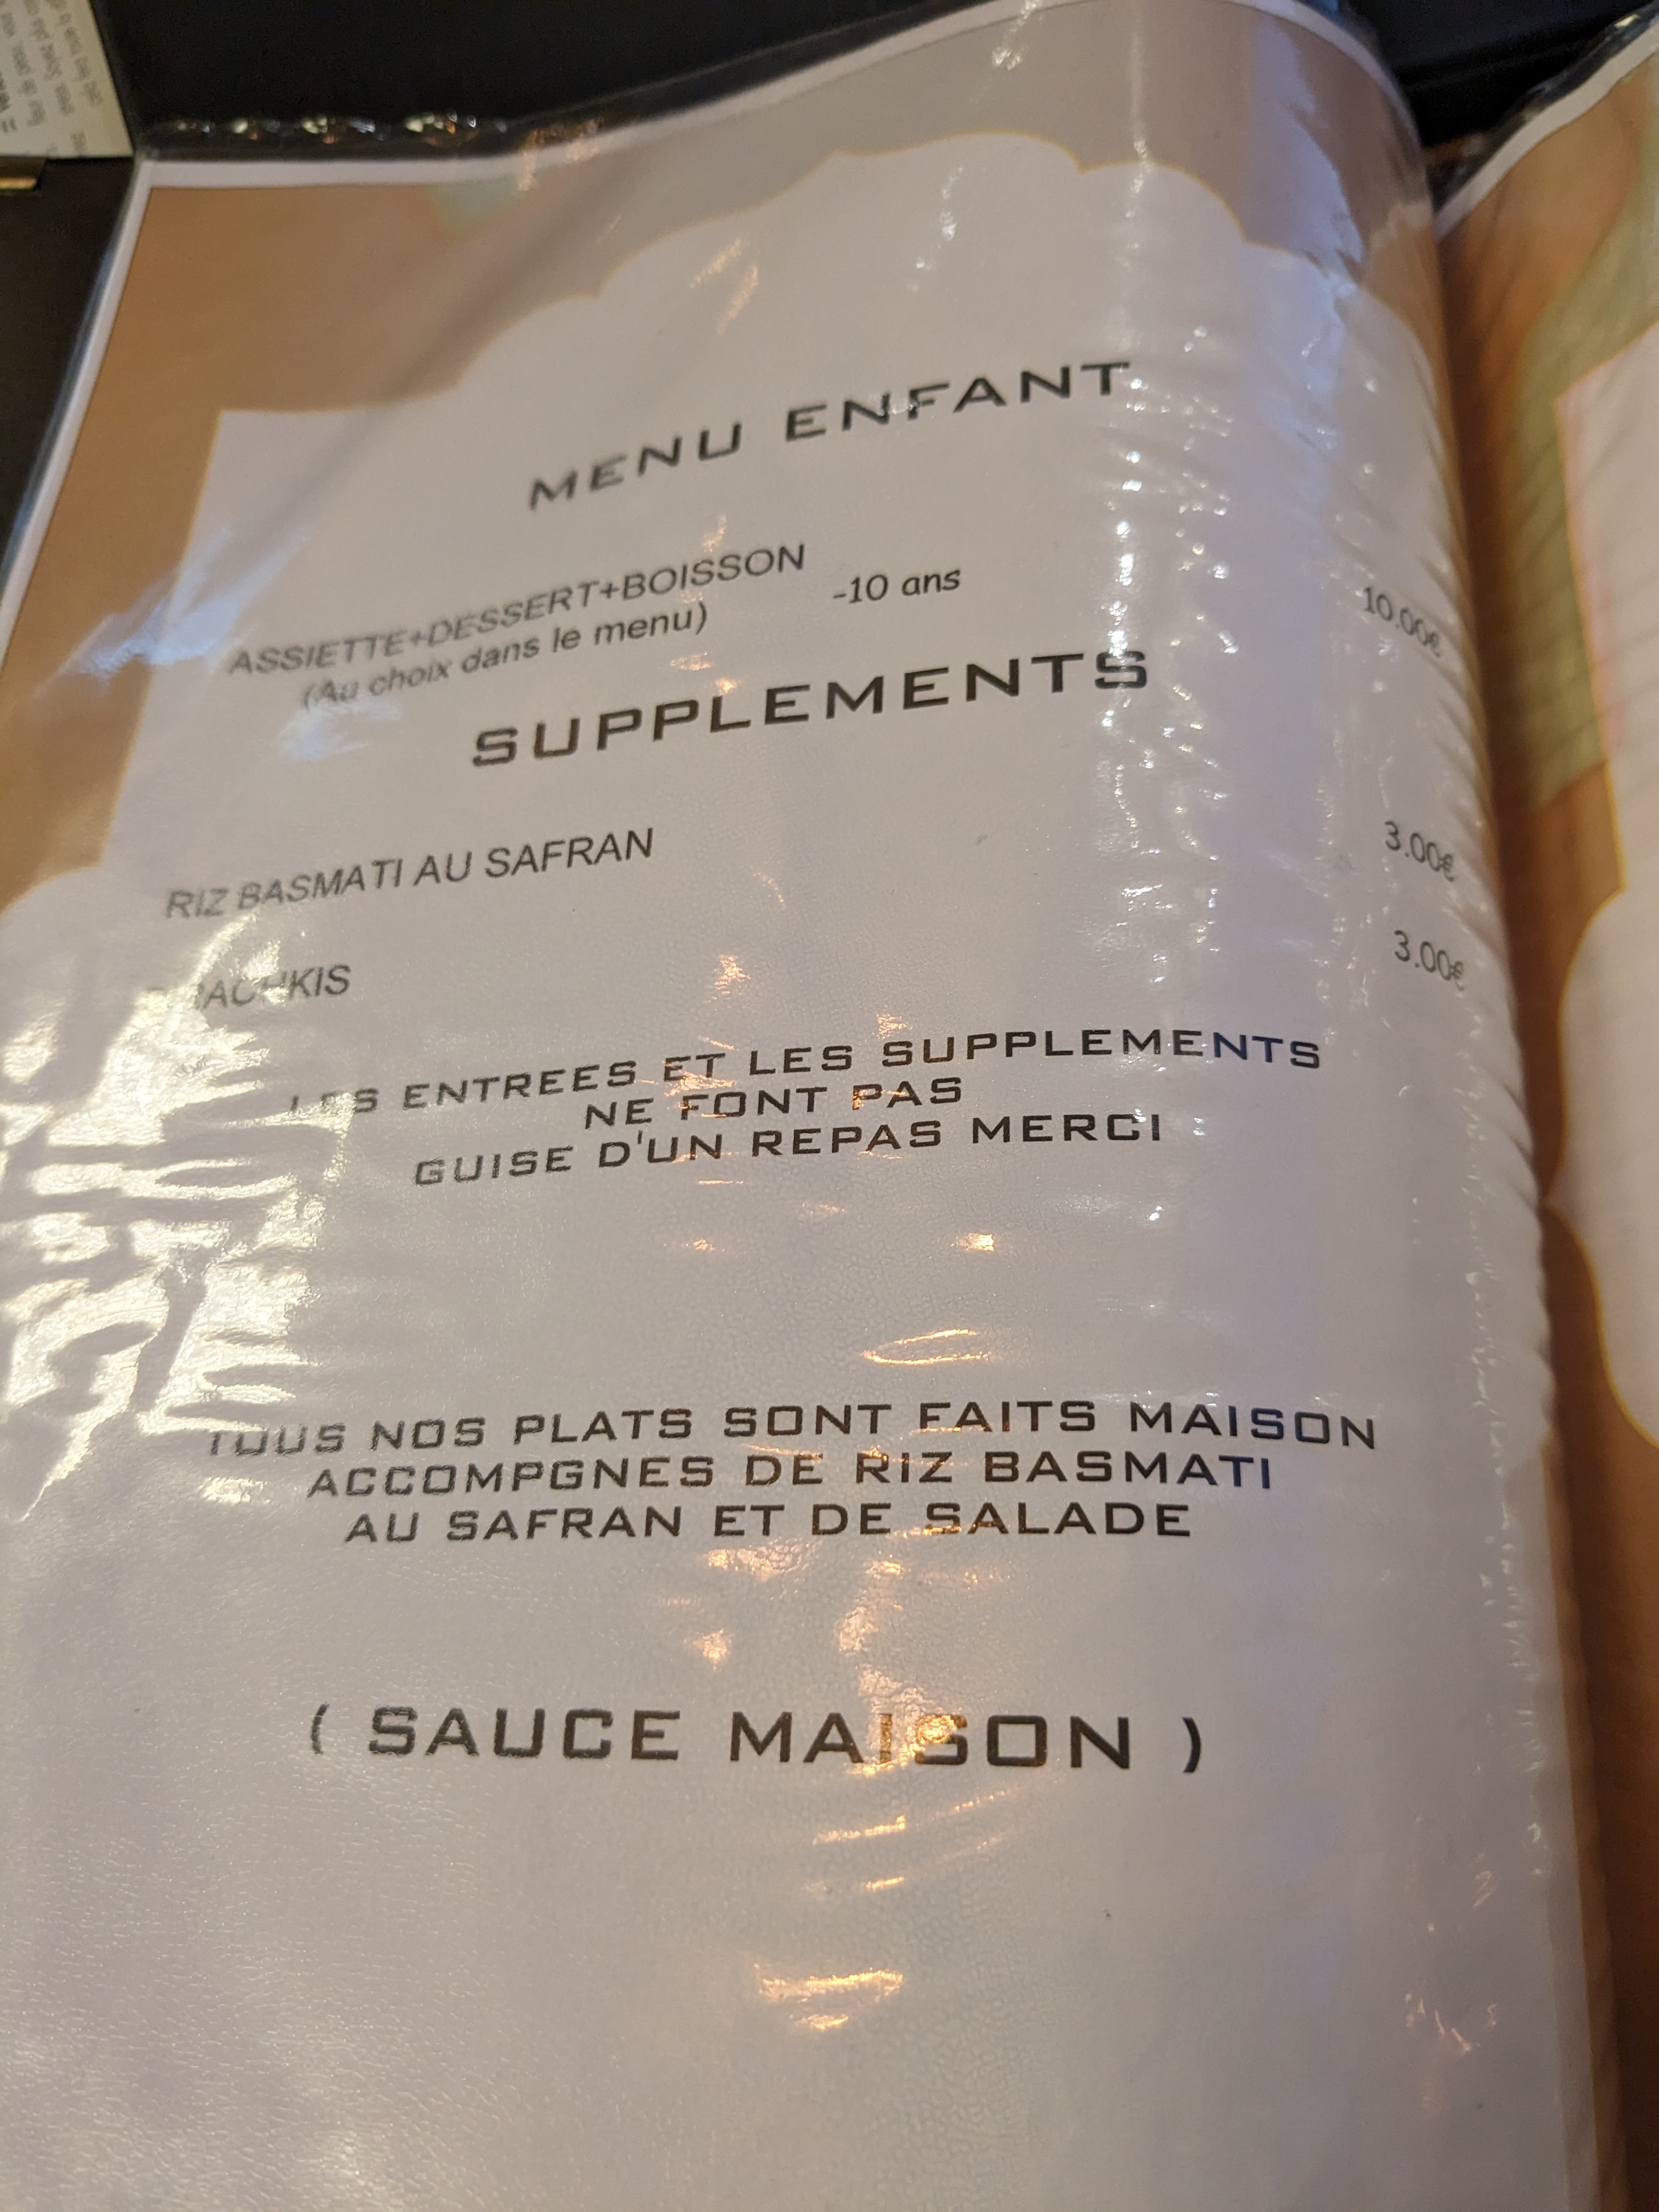 MENU ENFANT
ASSIETTE+DESSERT+BOISSON -10 ans 10.00€
(Au choix dans le menu)
SUPPLEMENTS
RIZ BASMATI AU SAFRAN 3.00€
3.00€
LES ENTREES ET LES SUPPLEMENTS
NE FONT PAS
GUISE D'UN REPAS MERCI
TOUS NOS PLATS SONT FAITS MAISON
ACCOMPGNES DE RIZ BASMATI
AU SAFRAN ET DE SALADE
( SAUCE MAISON )